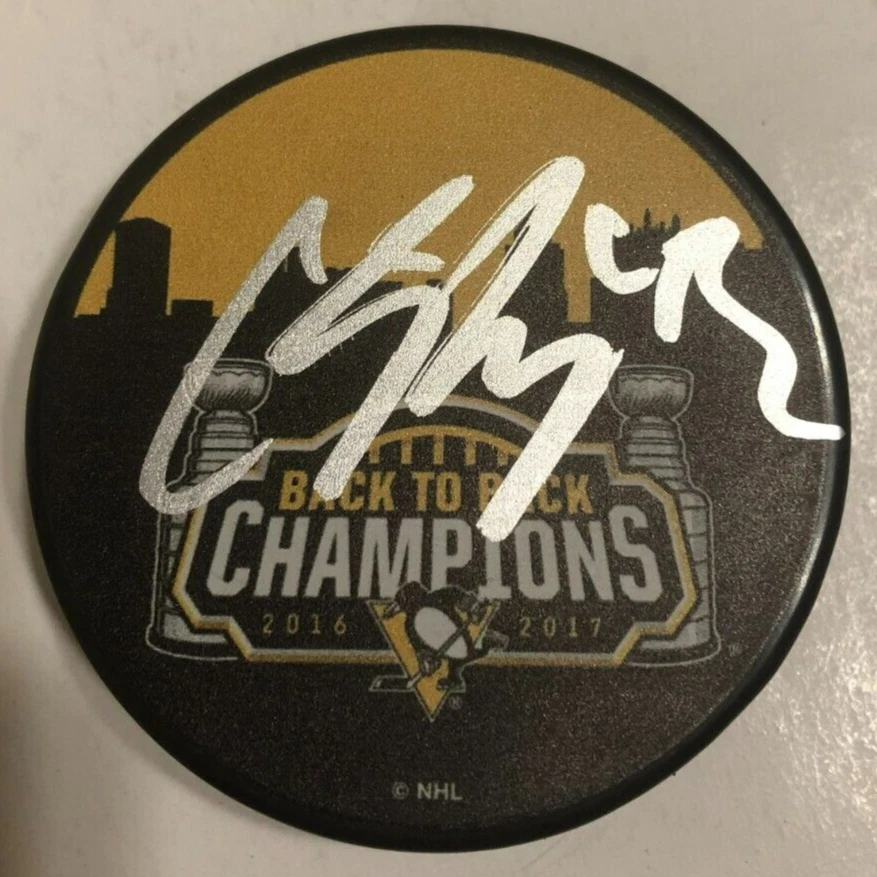 BACK TO BACK
CHAMPIONS
2016 2017
®
®
© NHL